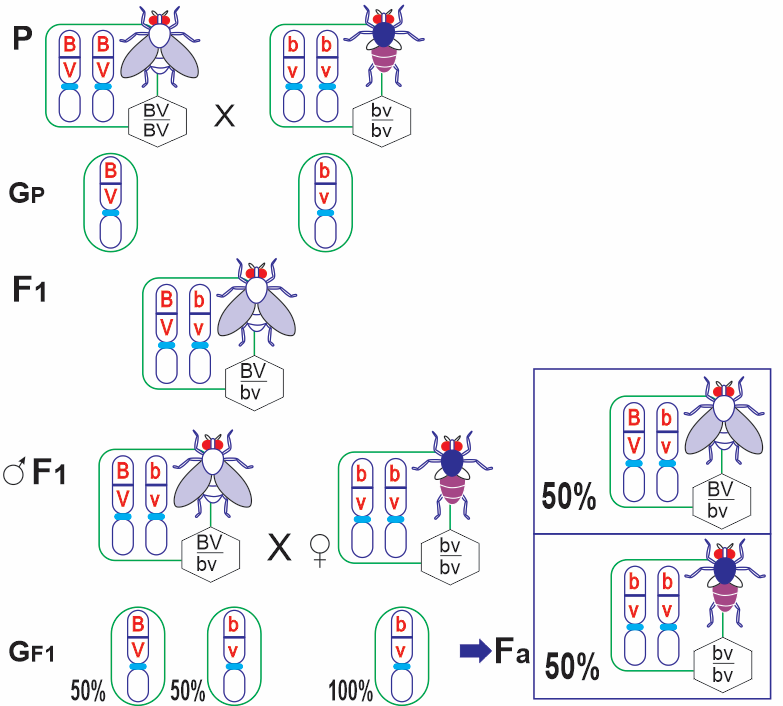 P
B B b b
V V v v
BV bv
BV X bv
GP
B b
V v
F1
B b
V v
BV
bv
♂ F1
B b b b
V v v v
BV bv
bv X ♀ bv
GF1
B b b
V v v
50% 50% 100%
Fa
B b
V v
50%
BV
bv
b b
v v
50%
bv
bv